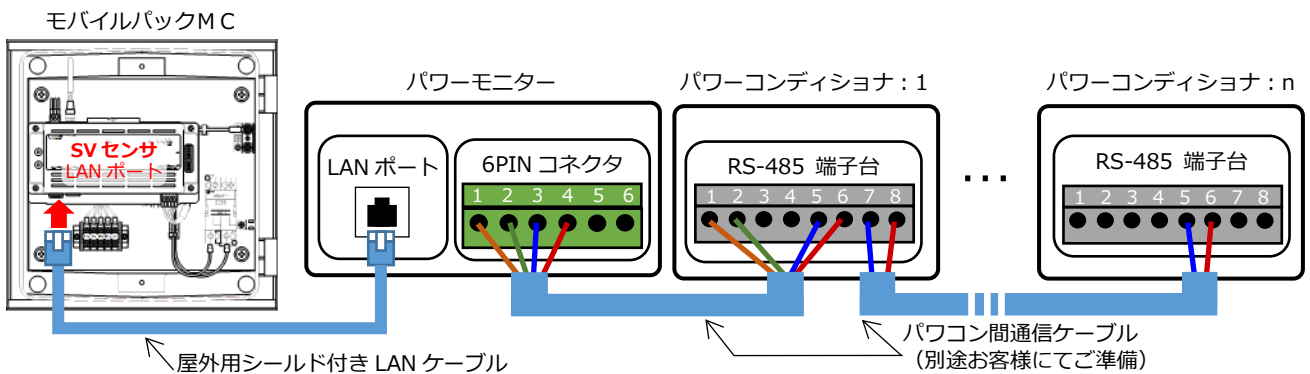 モバイルパックＭＣ
パワーモニター
パワーコンディショナ：1
パワーコンディショナ：n
SV センサ
LAN ポート
LAN ポート
6PIN コネクタ
1 2 3 4 5 6
RS-485 端子台
1 2 3 4 5 6 7 8
…
RS-485 端子台
1 2 3 4 5 6 7 8
屋外用シールド付き LAN ケーブル
パワコン間通信ケーブル
（別途お客様にてご準備）